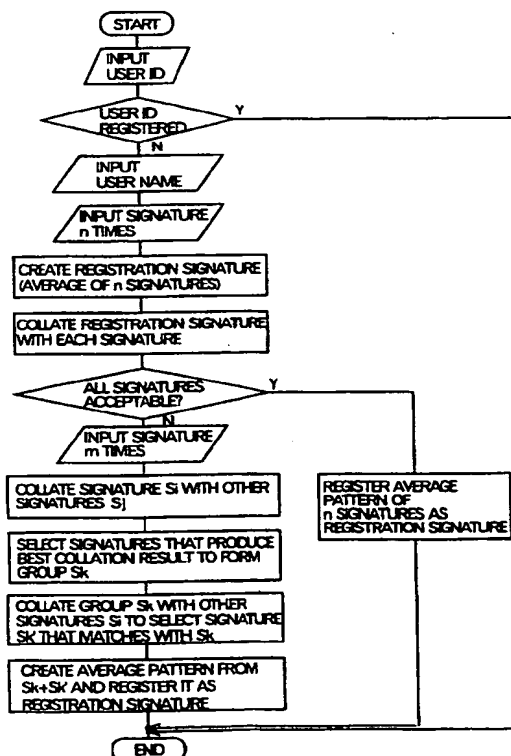 START
INPUT
USER ID
USER ID
REGISTERED
Y
N
INPUT
USER NAME
INPUT SIGNATURE
n TIMES
CREATE REGISTRATION SIGNATURE
(AVERAGE OF n SIGNATURES)
COLLATE REGISTRATION SIGNATURE
WITH EACH SIGNATURE
ALL SIGNATURES
ACCEPTABLE?
Y
N
INPUT SIGNATURE
m TIMES
COLLATE SIGNATURE Si WITH OTHER
SIGNATURES Sj
REGISTER AVERAGE
PATTERN OF
n SIGNATURES AS
REGISTRATION SIGNATURE
SELECT SIGNATURES THAT PRODUCE
BEST COLLATION RESULT TO FORM
GROUP Sk
COLLATE GROUP Sk WITH OTHER
SIGNATURES Si TO SELECT SIGNATURE
Sk' THAT MATCHES WITH Sk
CREATE AVERAGE PATTERN FROM
Sk+Sk' AND REGISTER IT AS
REGISTRATION SIGNATURE
END